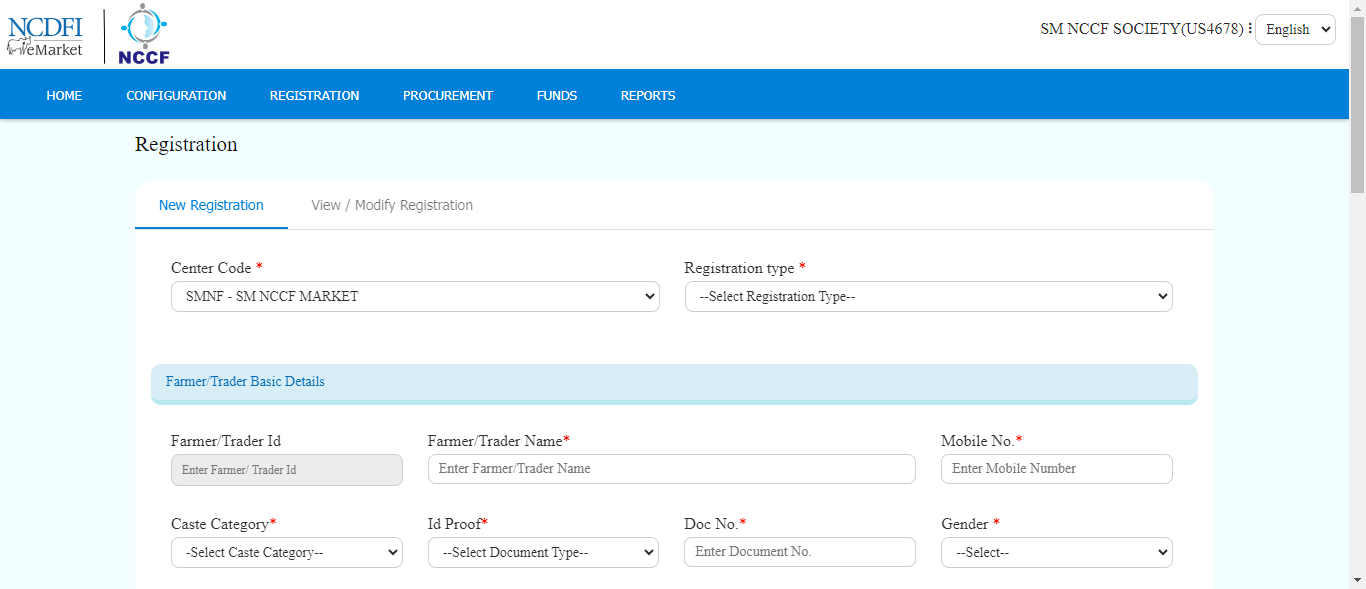 NCDFI
eMarket
NCCF
SM NCCF SOCIETY(US4678)
English
HOME CONFIGURATION REGISTRATION PROCUREMENT FUNDS REPORTS
Registration
New Registration View / Modify Registration
Center Code * Registration type *
SMNF - SM NCCF MARKET --Select Registration Type--
Farmer/Trader Basic Details
Farmer/Trader Id Farmer/Trader Name* Mobile No.*
Enter Farmer/ Trader Id Enter Farmer/Trader Name Enter Mobile Number
Caste Category* Id Proof* Doc No.* Gender *
-Select Caste Category-- --Select Document Type-- Enter Document No. --Select--